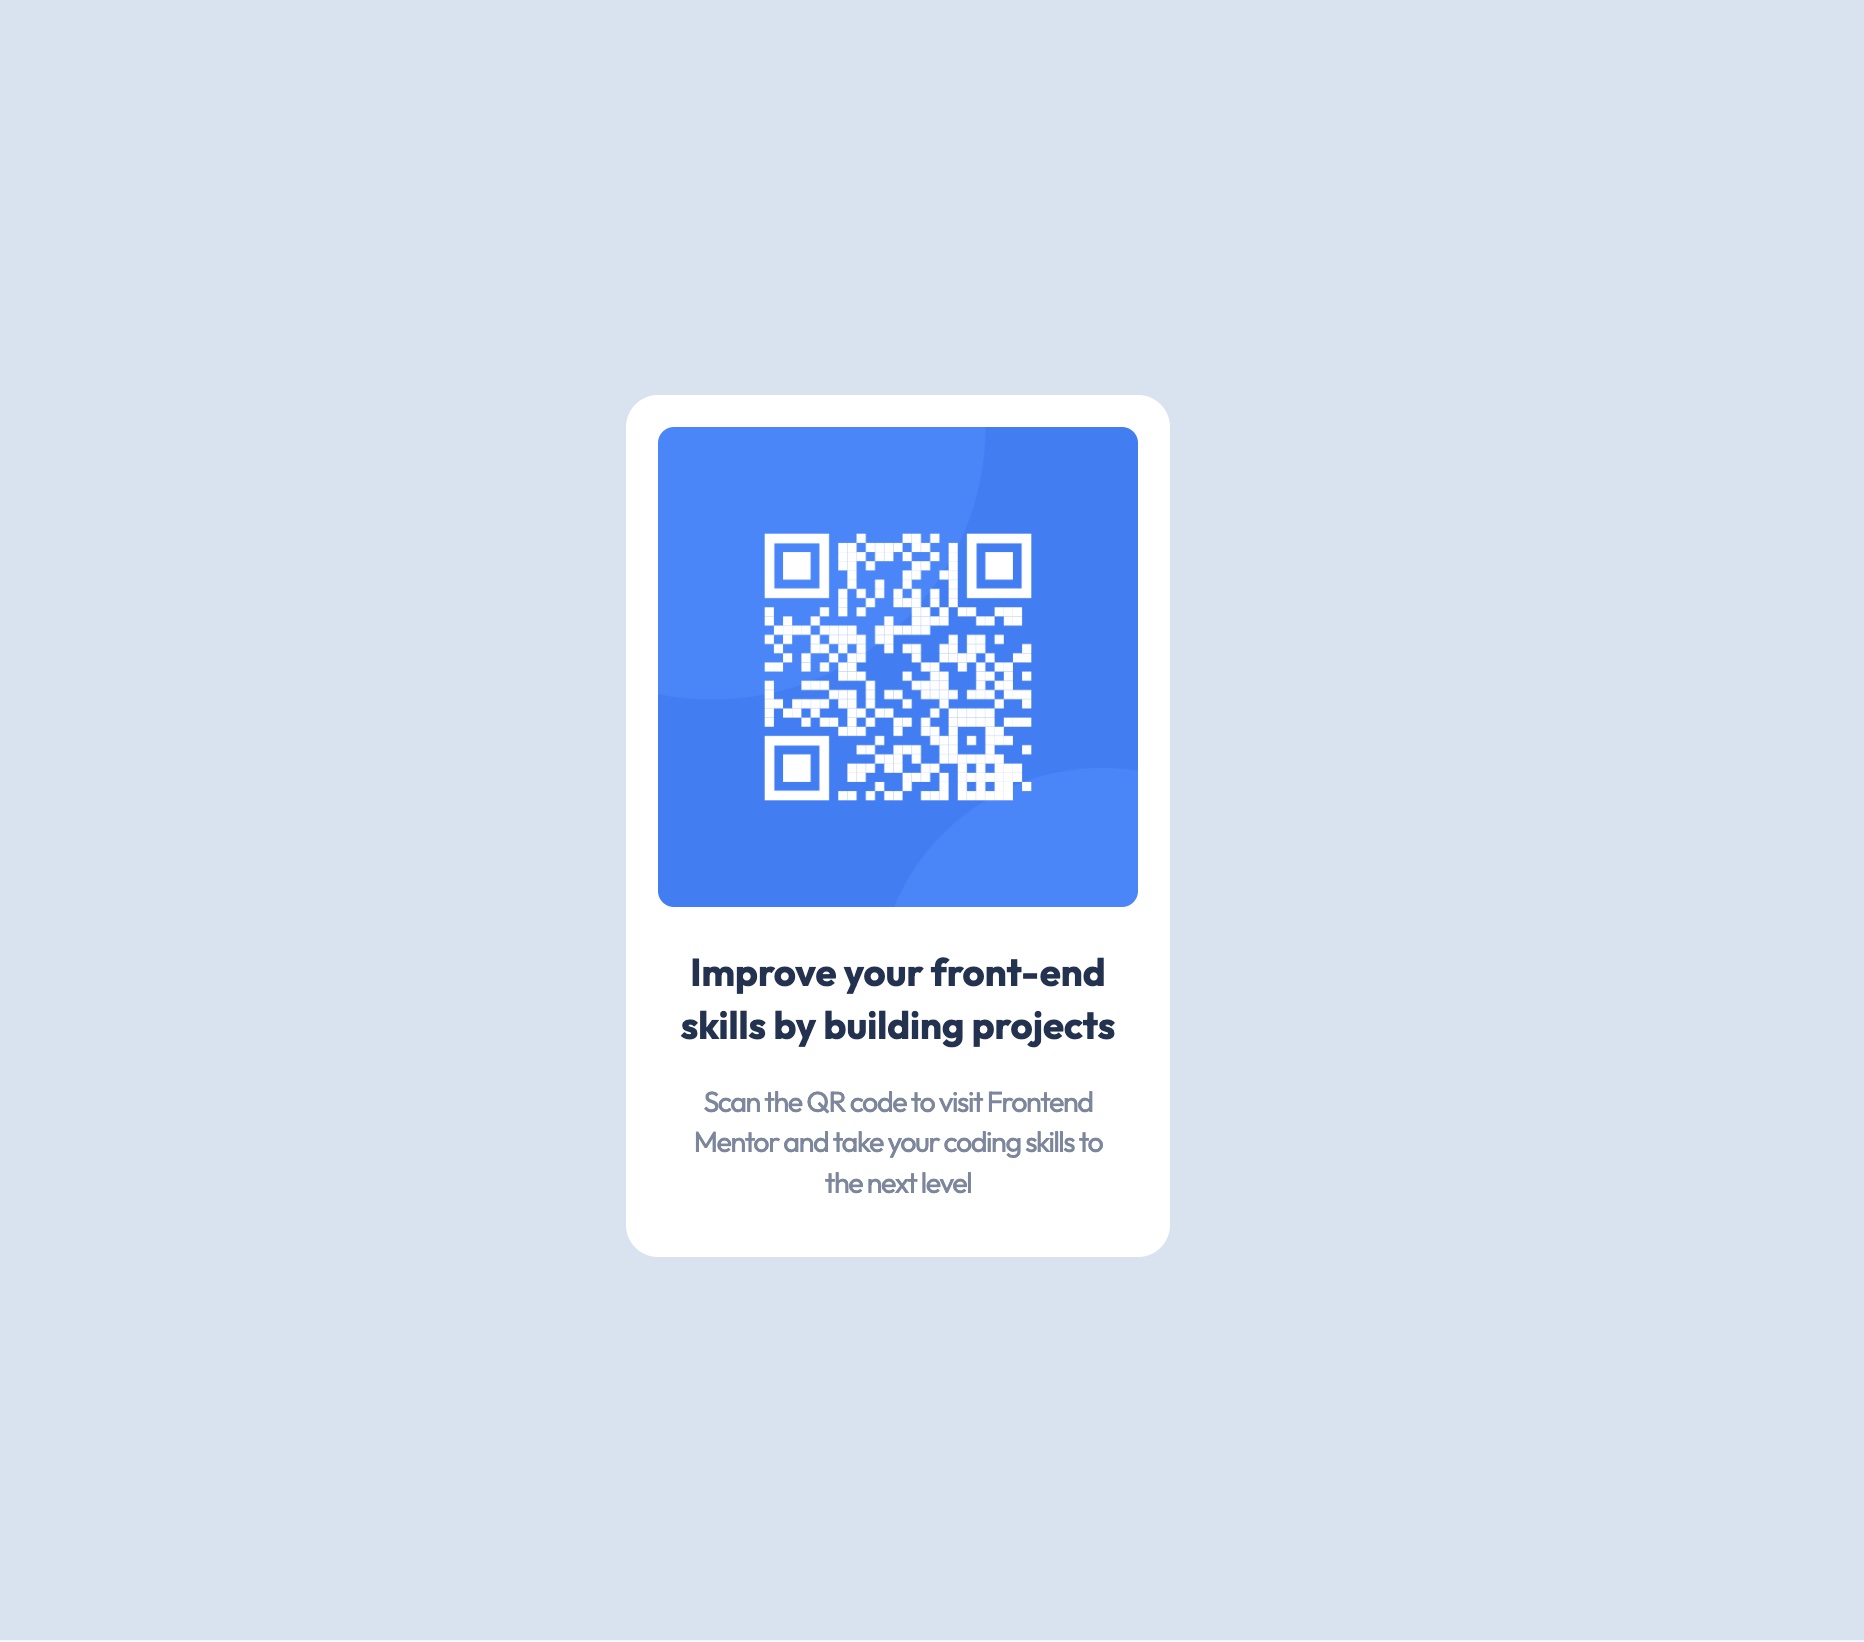 Improve your front-end
skills by building projects
Scan the QR code to visit Frontend
Mentor and take your coding skills to
the next level